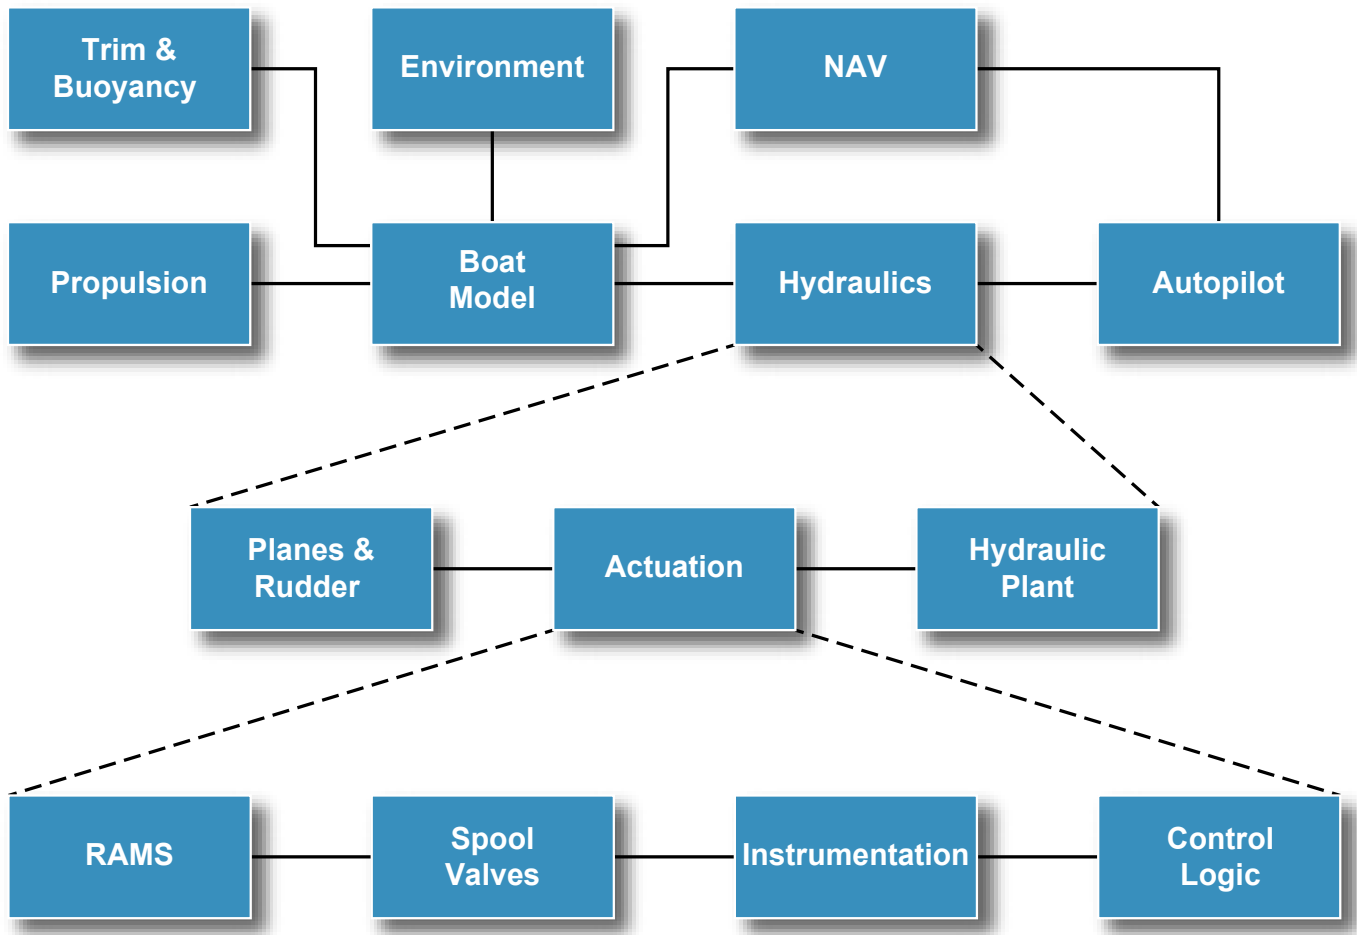 Trim &
Buoyancy
Environment
NAV
Propulsion
Boat
Model
Hydraulics
Autopilot
Planes &
Rudder
Actuation
Hydraulic
Plant
RAMS
Spool
Valves
Instrumentation
Control
Logic